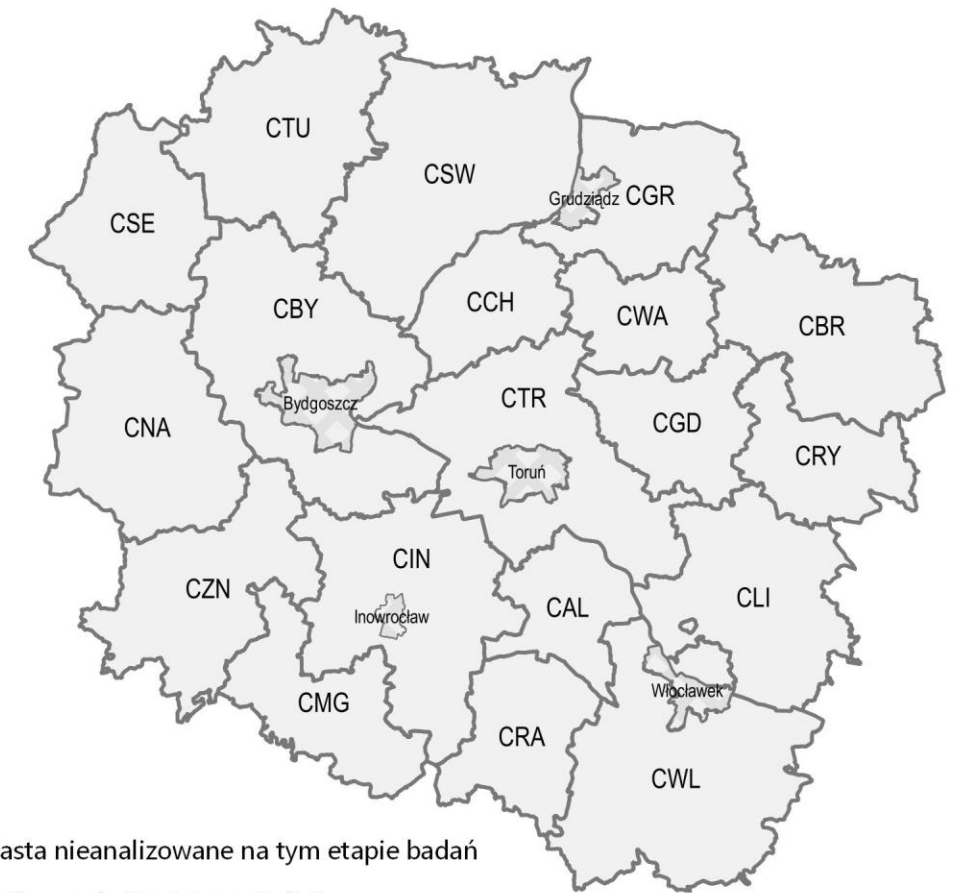 CTU
CSW
Grudziądz CGR
CSE
CCH
CBY
CWA
CBR
CTR
Bydgoszcz
CGD
CNA
CRY
Toruń
CIN
CZN
CAL
CLI
Inowrocław
Włocławek
CMG
CRA
CWL
asta nieanalizowane na tym etapie badań